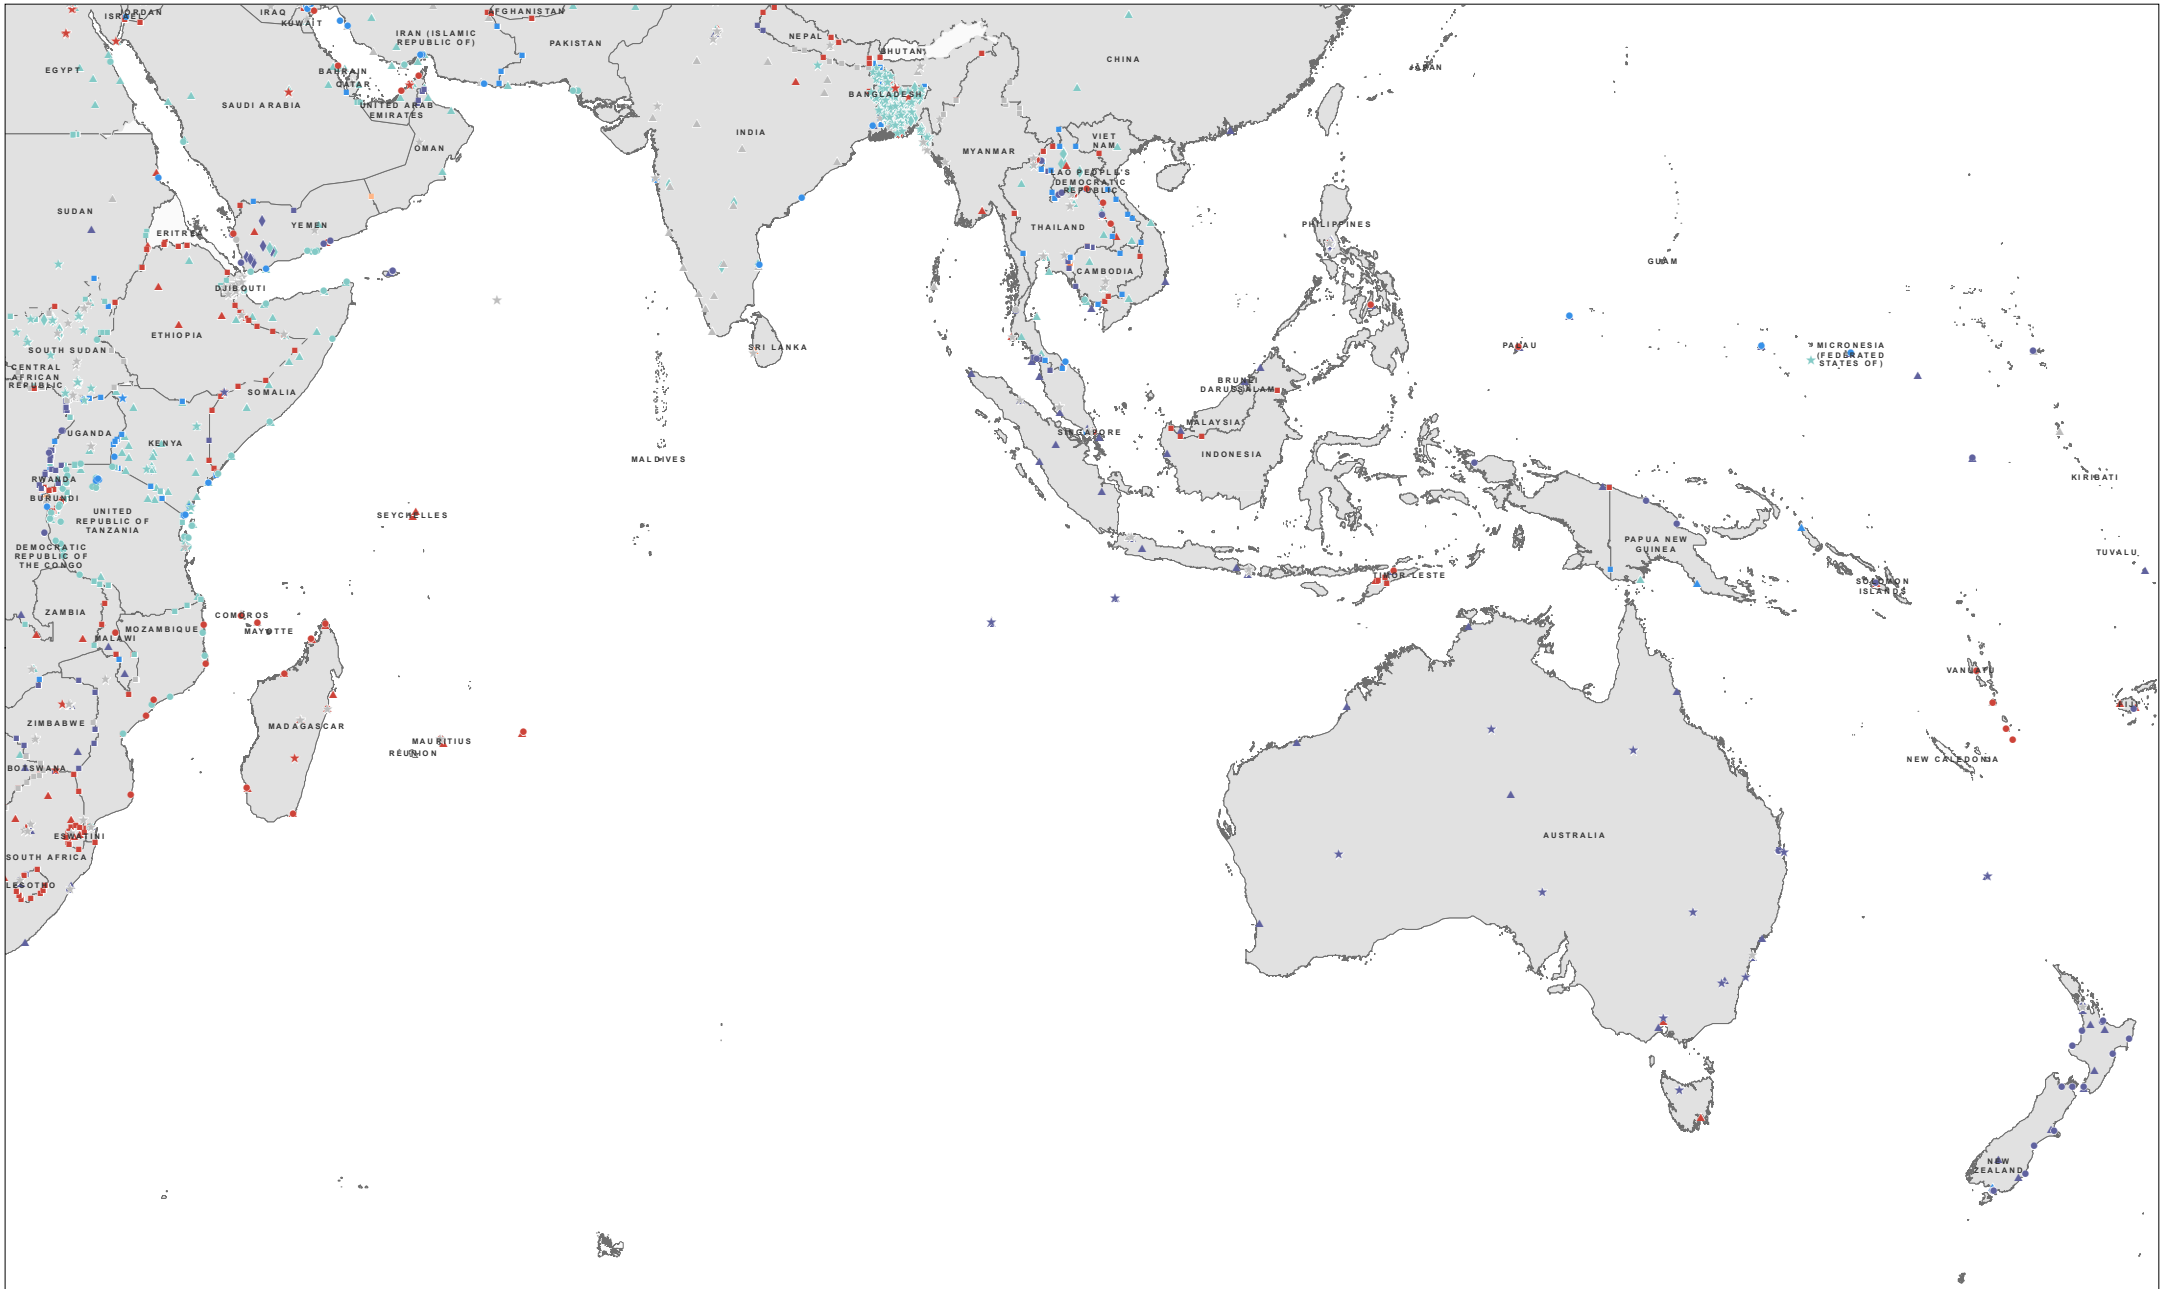 ISRAEL
JORDAN
IRAQ
KUWAIT
IRAN (ISLAMIC
REPUBLIC OF)
AFGHANISTAN
PAKISTAN
NEPAL
BHUTAN
CHINA
JAPAN
EGYPT
BAHRAIN
QATAR
SAUDI ARABIA
UNITED ARAB
EMIRATES
BANGLADESH
INDIA
OMAN
MYANMAR
VIET
NAM
LAO PEOPLE'S
DEMOCRATIC
REPUBLIC
SUDAN
YEMEN
ERITREA
THAILAND
PHILIPPINES
GUAM
CAMBODIA
DJIBOUTI
ETHIOPIA
SRI LANKA
PALAU
MICRONESIA
(FEDERATED
STATES OF)
SOUTH SUDAN
CENTRAL
AFRICAN
REPUBLIC
SOMALIA
BRUNEI
DARUSSALAM
UGANDA
KENYA
MALAYSIA
SINGAPORE
INDONESIA
MALDIVES
KIRIBATI
RWANDA
BURUNDI
UNITED
REPUBLIC OF
TANZANIA
SEYCHELLES
DEMOCRATIC
REPUBLIC OF
THE CONGO
PAPUA NEW
GUINEA
TUVALU
TIMOR-LESTE
SOLOMON
ISLANDS
ZAMBIA
COMOROS
MAYOTTE
MOZAMBIQUE
MALAWI
VANUATU
FIJI
ZIMBABWE
MADAGASCAR
MAURITIUS
RÉUNION
NEW CALEDONIA
BOTSWANA
ESWATINI
AUSTRALIA
SOUTH AFRICA
LESOTHO
NEW
ZEALAND